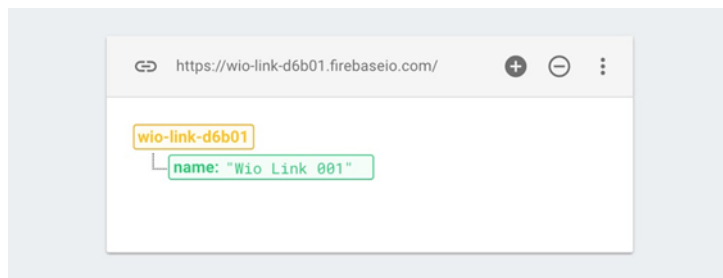 https://wio-link-d6b01.firebaseio.com/
wio-link-d6b01
name: "Wio Link 001"